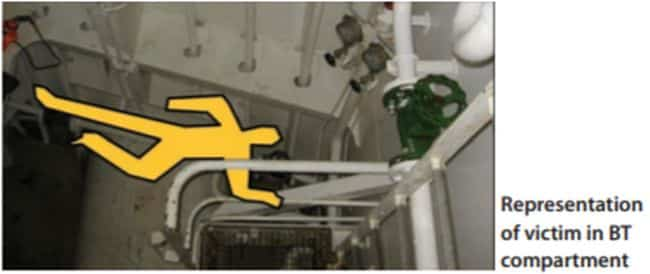 Representation
of victim in BT
compartment